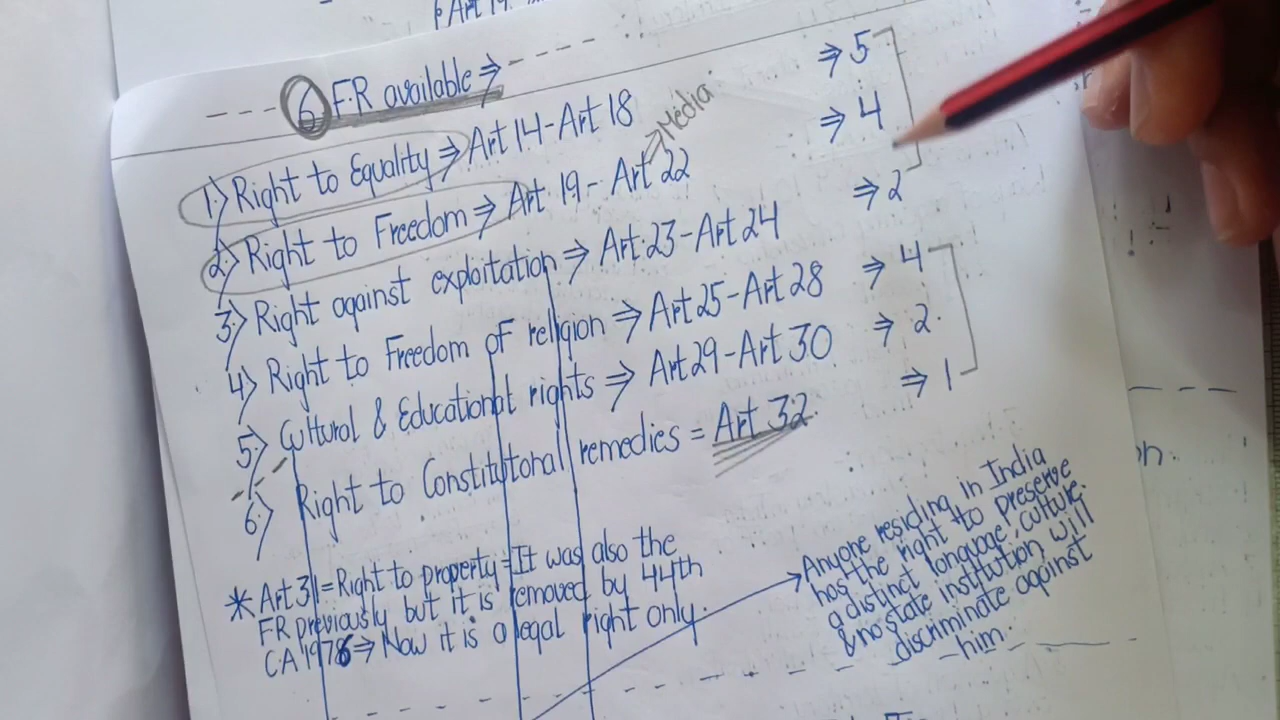 Art 19.
6 F.R available ⇒
1) Right to Equality ⇒ Art 14-Art 18 ⇒ 5
2) Right to Freedom ⇒ Art 19- Art 22 → Media ⇒ 4
3) Right against exploitation ⇒ Art.23-Art 24 ⇒ 2
4) Right to Freedom of religion ⇒ Art 25-Art 28 ⇒ 4
5) Cultural & Educational rights ⇒ Art 29-Art 30 ⇒ 2.
6) Right to Constitutonal remedies = Art 32. ⇒ 1
* Art 31=Right to property=It was also the
FR previously but it is removed by 44th
CA 1978 ⇒ Now it is a legal right only.
Anyone residing in India
has the right to preserve
a distinct language, culture.
& no state institution will
discriminate against
him.